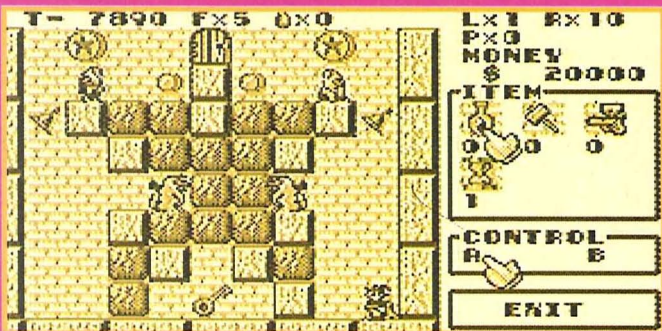 T- 7890 F×5 ×0
L×1 R×10
P×0
MONEY
$ 20000
ITEM
0 0 0
1
CONTROL
A B
EXIT